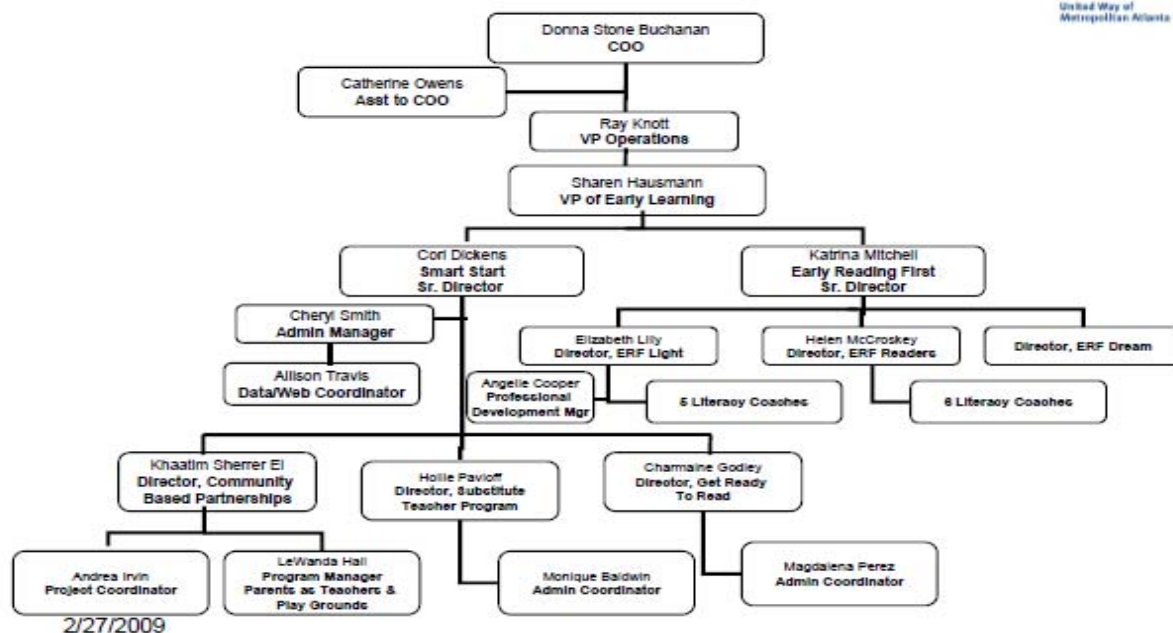 United Way of
Metropolitan Atlanta
Donna Stone Buchanan
COO
Catherine Owens
Asst to COO
Ray Knott
VP Operations
Sharen Hausmann
VP of Early Learning
Cori Dickens
Smart Start
Sr. Director
Katrina Mitchell
Early Reading First
Sr. Director
Cheryl Smith
Admin Manager
Allison Travis
Data/Web Coordinator
Elizabeth Lily
Director, ERF Light
Helen McCroskey
Director, ERF Readers
Director, ERF Dream
Angelle Cooper
Professional
Development Mgr
5 Literacy Coaches
6 Literacy Coaches
Khaatim Sherrer El
Director, Community
Based Partnerships
Hollie Pavloff
Director, Substitute
Teacher Program
Charmaine Godley
Director, Get Ready
To Read
Andrea Irvin
Project Coordinator
LeWanda Hall
Program Manager
Parents as Teachers &
Play Grounds
Monique Baldwin
Admin Coordinator
Magdalena Perez
Admin Coordinator
2/27/2009